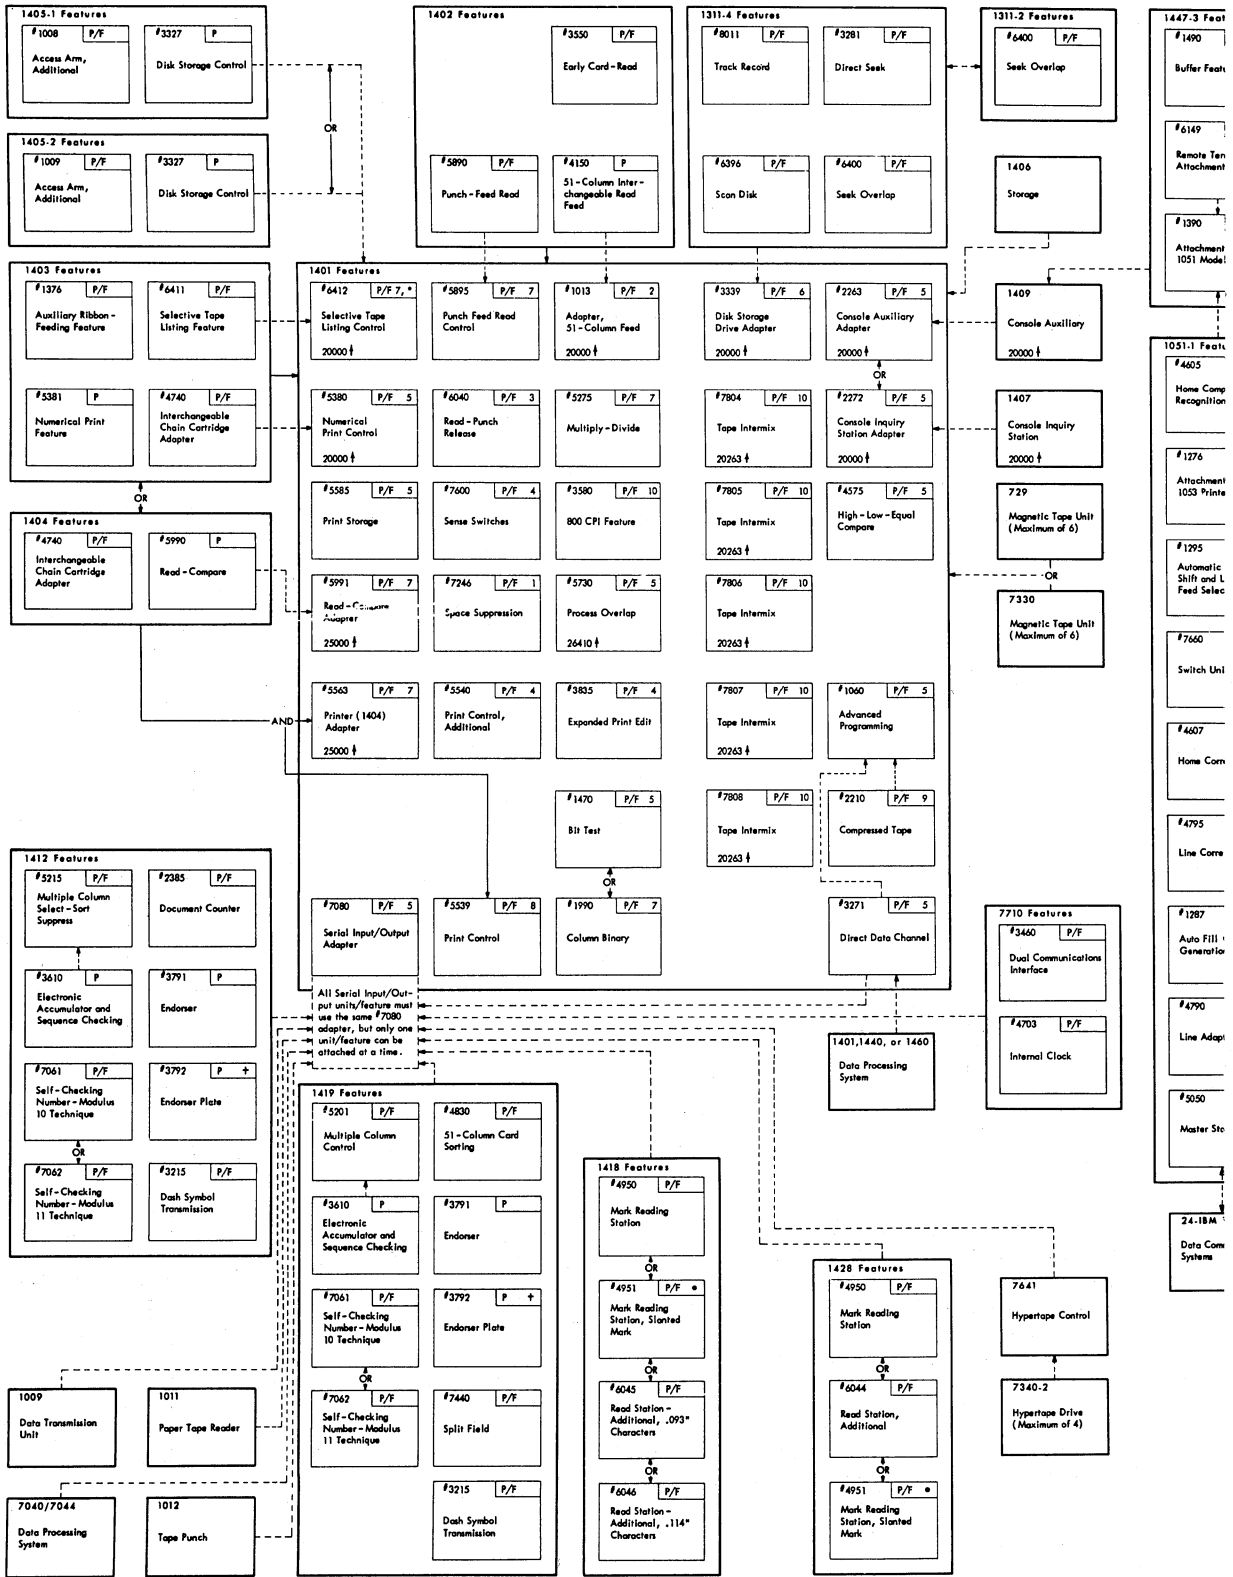 1405-1 Features
#1008 P/F
Access Arm,
Additional
#3327 P
Disk Storage Control
1405-2 Features
#1009 P/F
Access Arm,
Additional
#3327 P
Disk Storage Control
OR
1402 Features
#3550 P/F
Early Card-Read
#5890 P/F
Punch-Feed Read
#4150 P
51-Column Inter-
changeable Read
Feed
1311-4 Features
#8011 P/F
Track Record
#3281 P/F
Direct Seek
#6396 P/F
Scan Disk
#6400 P/F
Seek Overlap
1311-2 Features
#6400 P/F
Seek Overlap
1406
Storage
1447-3 Feat
#1490
Buffer Featu
#6149
Remote Ten
Attachment
#1390
Attachment
1051 Model
1403 Features
#1376 P/F
Auxiliary Ribbon-
Feeding Feature
#6411 P/F
Selective Tape
Listing Feature
#5381 P
Numerical Print
Feature
#4740 P/F
Interchangeable
Chain Cartridge
Adapter
OR
1404 Features
#4740 P/F
Interchangeable
Chain Cartridge
Adapter
#5990 P
Read-Compare
AND
1401 Features
#6412 P/F 7, *
Selective Tape
Listing Control
20000
#5895 P/F 7
Punch Feed Read
Control
#1013 P/F 2
Adapter,
51-Column Feed
20000
#3339 P/F 6
Disk Storage
Drive Adapter
20000
#2263 P/F 5
Console Auxiliary
Adapter
20000
OR
#5380 P/F 5
Numerical
Print Control
20000
#6040 P/F 3
Read-Punch
Release
#5275 P/F 7
Multiply-Divide
#7804 P/F 10
Tape Intermix
20263
#2272 P/F 5
Console Inquiry
Station Adapter
20000
#5585 P/F 5
Print Storage
#7600 P/F 4
Sense Switches
#3580 P/F 10
800 CPI Feature
#7805 P/F 10
Tape Intermix
20263
#4575 P/F 5
High-Low-Equal
Compare
#5991 P/F 7
Read-Compare
Adapter
25000
#7246 P/F 1
Space Suppression
#5730 P/F 5
Process Overlap
26410
#7806 P/F 10
Tape Intermix
20263
#5563 P/F 7
Printer (1404)
Adapter
25000
#5540 P/F 4
Print Control,
Additional
#3835 P/F 4
Expanded Print Edit
#7807 P/F 10
Tape Intermix
20263
#1060 P/F 5
Advanced
Programming
#1470 P/F 5
Bit Test
OR
#7808 P/F 10
Tape Intermix
20263
#2210 P/F 9
Compressed Tape
#7080 P/F 5
Serial Input/Output
Adapter
#5539 P/F 8
Print Control
#1990 P/F 7
Column Binary
#3271 P/F 5
Direct Data Channel
All Serial Input/Out-
put units/feature must
use the same #7080
adapter, but only one
unit/feature can be
attached at a time.
1409
Console Auxiliary
20000
1407
Console Inquiry
Station
20000
729
Magnetic Tape Unit
(Maximum of 6)
OR
7330
Magnetic Tape Unit
(Maximum of 6)
1051-1 Featu
#4605
Home Comp
Recognition
#1276
Attachment
1053 Printe
#1295
Automatic
Shift and L
Feed Selec
#7660
Switch Uni
#4607
Home Corre
#4795
Line Corre
#1287
Auto Fill
Generation
#4790
Line Adapt
#5050
Master Sta
24-IBM
Data Com
Systems
1412 Features
#5215 P/F
Multiple Column
Select-Sort
Suppress
#2385 P/F
Document Counter
#3610 P
Electronic
Accumulator and
Sequence Checking
#3791 P
Endorser
#7061 P/F
Self-Checking
Number-Modulus
10 Technique
OR
#3792 P †
Endorser Plate
#7062 P/F
Self-Checking
Number-Modulus
11 Technique
#3215 P/F
Dash Symbol
Transmission
7710 Features
#3460 P/F
Dual Communications
Interface
#4703 P/F
Internal Clock
1401, 1440, or 1460
Data Processing
System
1419 Features
#5201 P/F
Multiple Column
Control
#4830 P/F
51-Column Card
Sorting
#3610 P
Electronic
Accumulator and
Sequence Checking
#3791 P
Endorser
#7061 P/F
Self-Checking
Number-Modulus
10 Technique
OR
#3792 P †
Endorser Plate
#7062 P/F
Self-Checking
Number-Modulus
11 Technique
#7440 P/F
Split Field
#3215 P/F
Dash Symbol
Transmission
1418 Features
#4950 P/F
Mark Reading
Station
OR
#4951 P/F •
Mark Reading
Station, Slanted
Mark
OR
#6045 P/F
Read Station-
Additional, .093"
Characters
OR
#6046 P/F
Read Station-
Additional, .114"
Characters
1428 Features
#4950 P/F
Mark Reading
Station
OR
#6044 P/F
Read Station,
Additional
OR
#4951 P/F •
Mark Reading
Station, Slanted
Mark
7641
Hypertape Control
7340-2
Hypertape Drive
(Maximum of 4)
1009
Data Transmission
Unit
1011
Paper Tape Reader
7040/7044
Data Processing
System
1012
Tape Punch